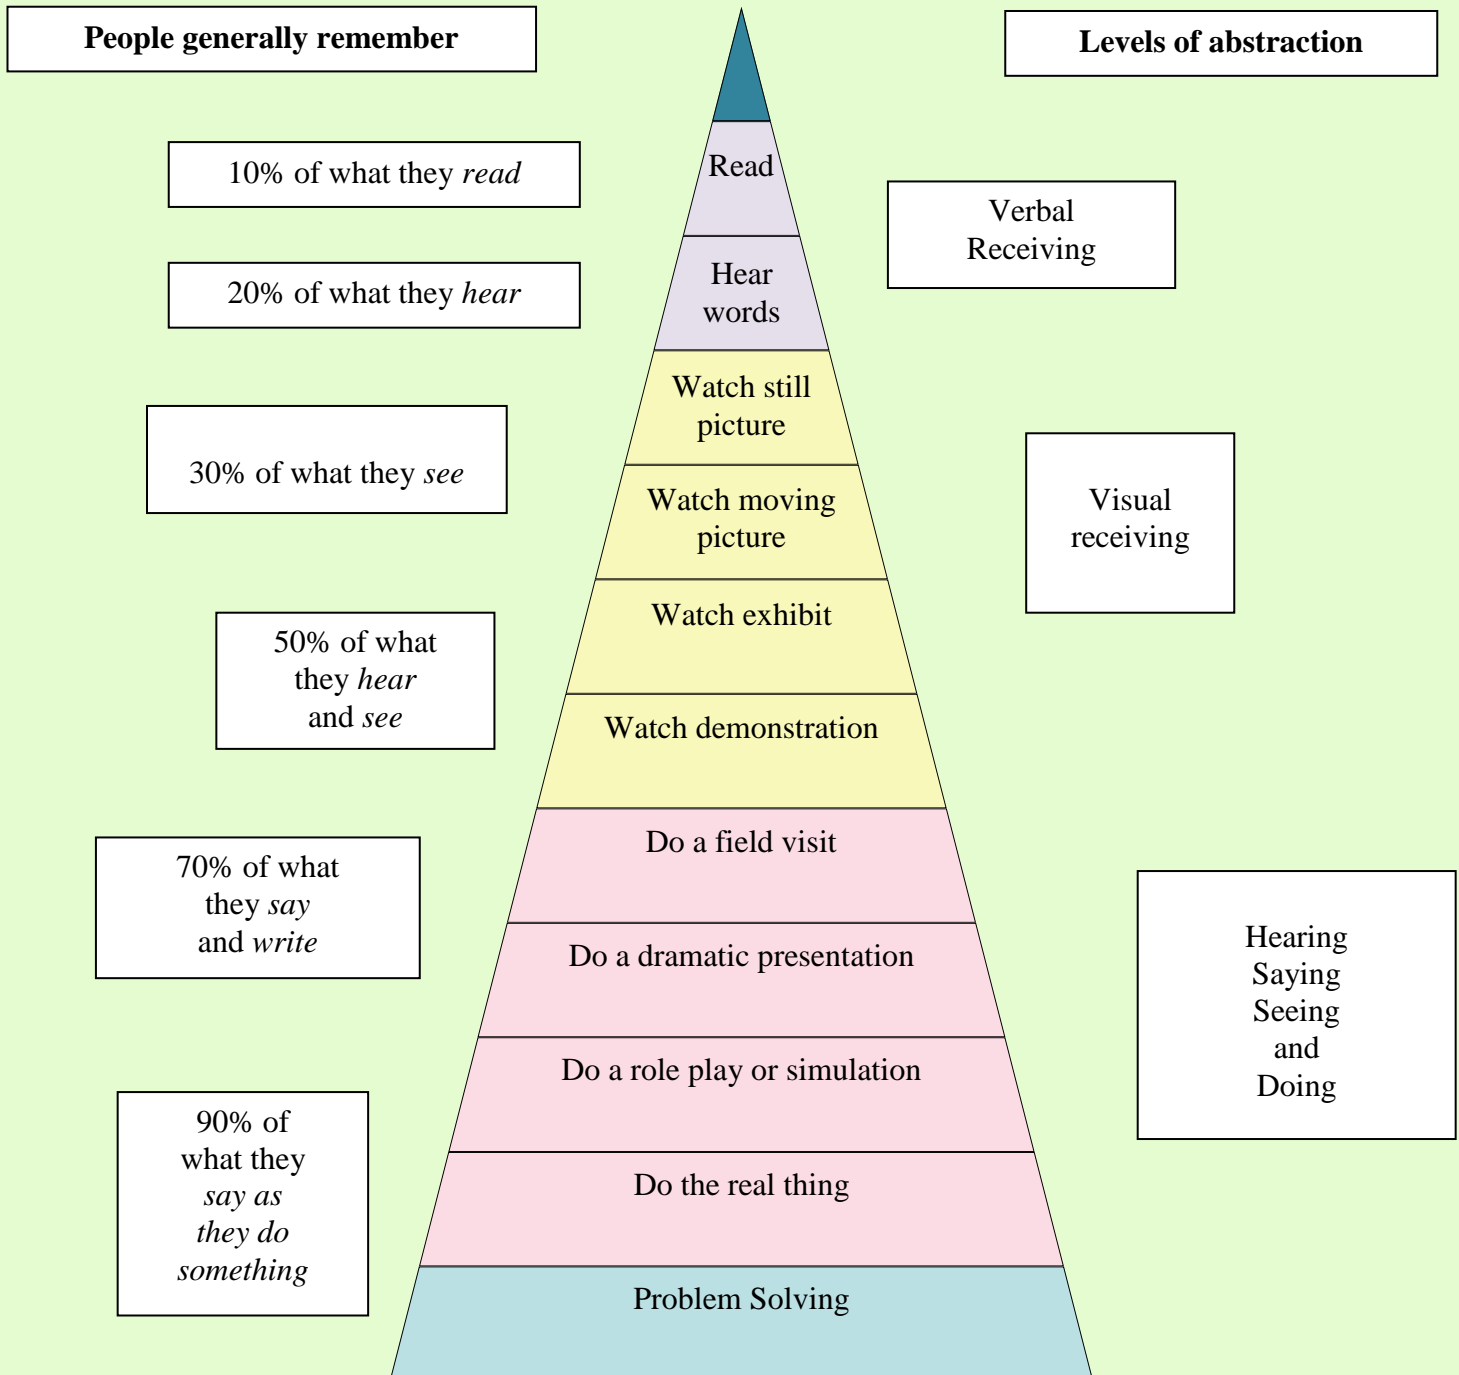 People generally remember
Levels of abstraction
10% of what they read
Read
Verbal
Receiving
20% of what they hear
Hear
words
30% of what they see
Watch still
picture
Watch moving
picture
Visual
receiving
50% of what
they hear
and see
Watch exhibit
Watch demonstration
70% of what
they say
and write
Do a field visit
Do a dramatic presentation
Hearing
Saying
Seeing
and
Doing
90% of
what they
say as
they do
something
Do a role play or simulation
Do the real thing
Problem Solving